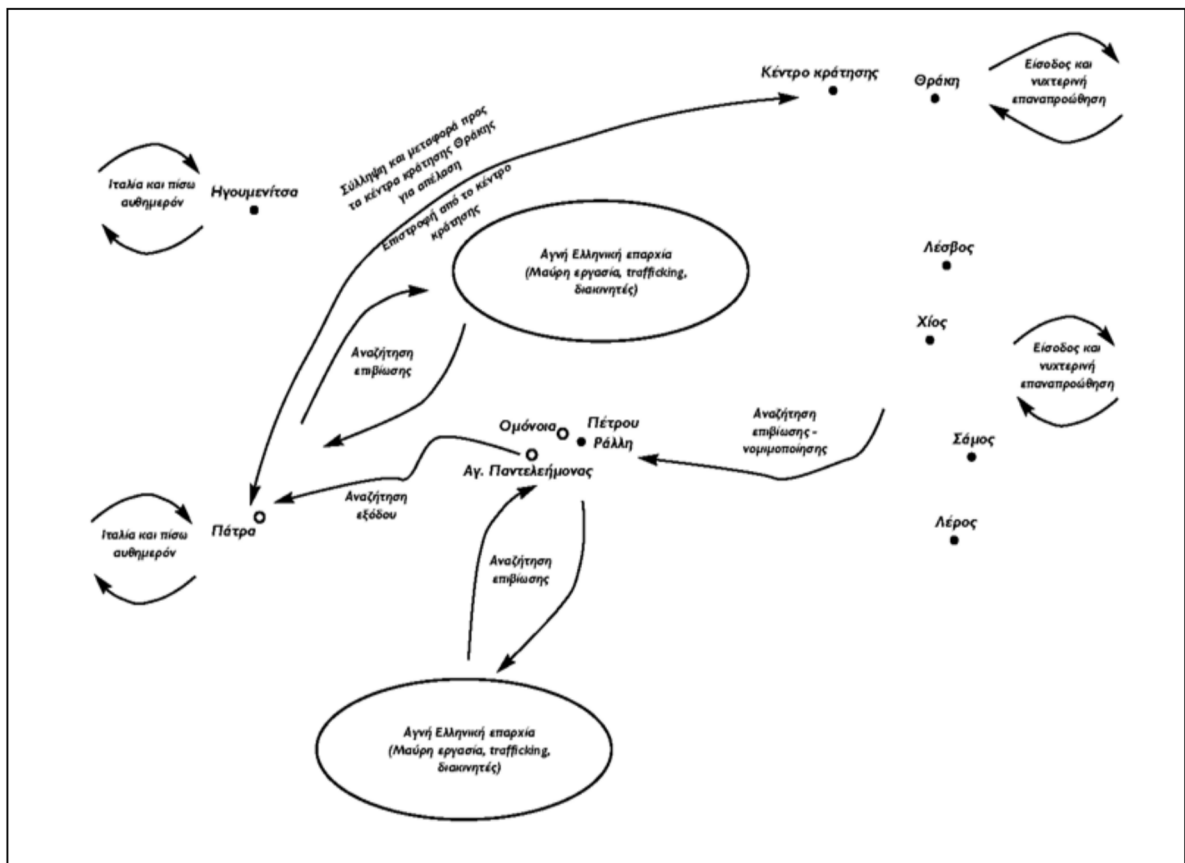 Κέντρο κράτησης
Θράκη
Είσοδος και
νυχτερινή
επαναπροώθηση
Σύλληψη και μεταφορά προς
τα κέντρα κράτησης Θράκης
για απέλαση
Επιστροφή από το κέντρο
κράτησης
Ιταλία και πίσω
αυθημερόν
Ηγουμενίτσα
Αγνή Ελληνική επαρχία
(Μαύρη εργασία, trafficking,
διακινητές)
Λέσβος
Χίος
Είσοδος και
νυχτερινή
επαναπροώθηση
Αναζήτηση
επιβίωσης
Ομόνοια
Πέτρου
Ράλλη
Αγ. Παντελεήμονας
Αναζήτηση
επιβίωσης -
νομιμοποίησης
Σάμος
Αναζήτηση
εξόδου
Πάτρα
Ιταλία και πίσω
αυθημερόν
Λέρος
Αναζήτηση
επιβίωσης
Αγνή Ελληνική επαρχία
(Μαύρη εργασία, trafficking,
διακινητές)